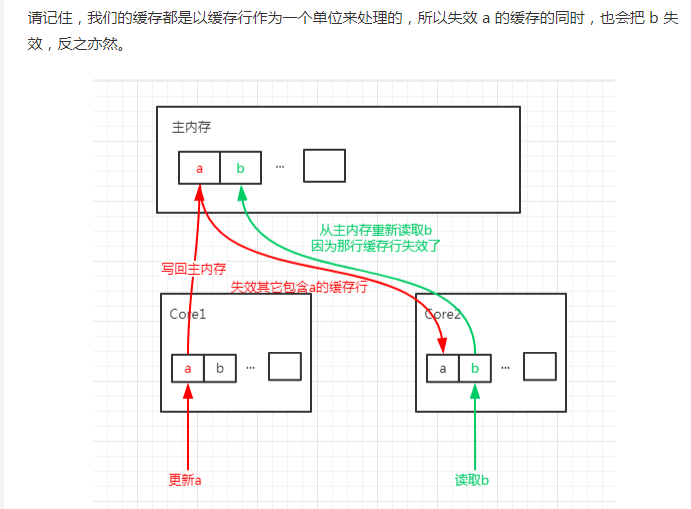 请记住，我们的缓存都是以缓存行作为一个单位来处理的，所以失效 a 的缓存的同时，也会把 b 失
效，反之亦然。
主内存
a b ...
从主内存重新读取b
因为那行缓存行失效了
写回主内存
失效其它包含a的缓存行
Core1
Core2
a b ...
a b ...
更新a
读取b